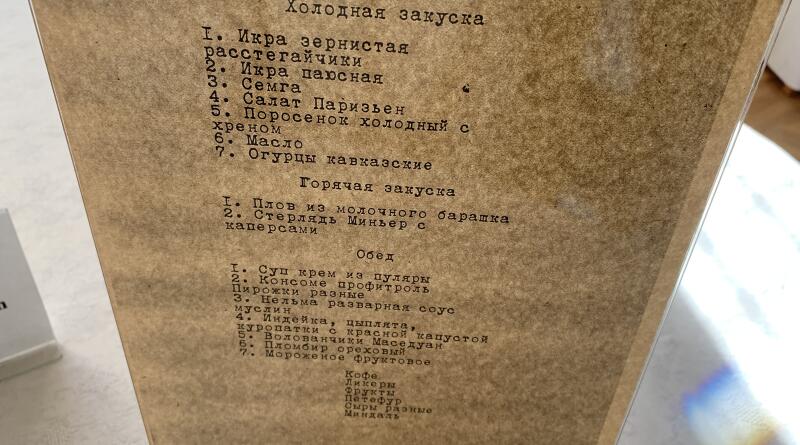 Холодная закуска
I. Икра зернистая
расстегайчики
2. Икра паюсная
3. Семга
4. Салат Паризьен
5. Поросенок холодный с
хреном
6. Масло
7. Огурцы кавказские
Горячая закуска
I. Плов из молочного барашка
2. Стерлядь Миньер с
каперсами
Обед
I. Суп крем из пуляры
2. Консоме профитроль
Пирожки разные
3. Нельма разварная соус
муслин
4. Индейка, цыплята,
куропатки с красной капустой
5. Волованчики Маседуан
6. Пломбир ореховый
7. Мороженое Фруктовое
Кофе
Ликеры
Фрукты
Петефур
Сыры разные
Миндаль